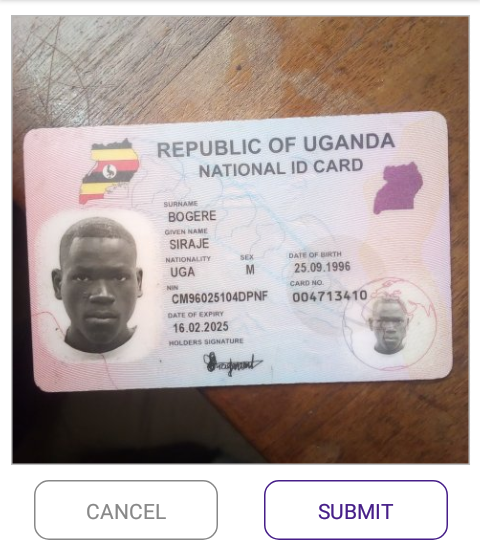 REPUBLIC OF UGANDA
NATIONAL ID CARD
SURNAME
BOGERE
GIVEN NAME
SIRAJE
NATIONALITY SEX DATE OF BIRTH
UGA M 25.09.1996
NIN CARD NO.
CM96025104DPNF 004713410
DATE OF EXPIRY
16.02.2025
HOLDERS SIGNATURE
CANCEL SUBMIT